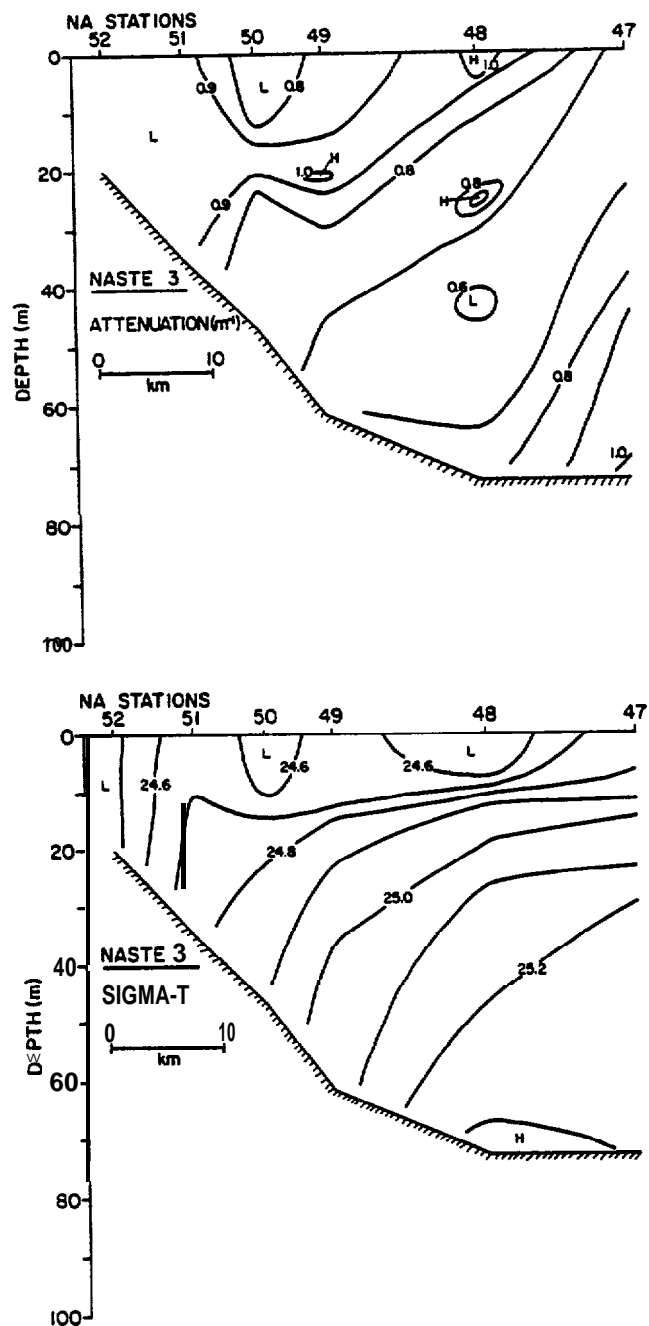 NA STATIONS
52 51 50 49 48 47
0
20
40
60
80
100
DEPTH (m)
H
1.0
0.9
L
0.8
L
1.0
H
0.8
0.8
H
0.9
0.6
L
0.8
1.0
NASTE 3
ATTENUATION (m⁻¹)
0 10
km
NA STATIONS
52 51 50 49 48 47
0
20
40
60
80
100
DEPTH (m)
L
24.6
L
24.6
24.6
L
24.8
25.0
25.2
H
NASTE 3
SIGMA-T
0 10
km